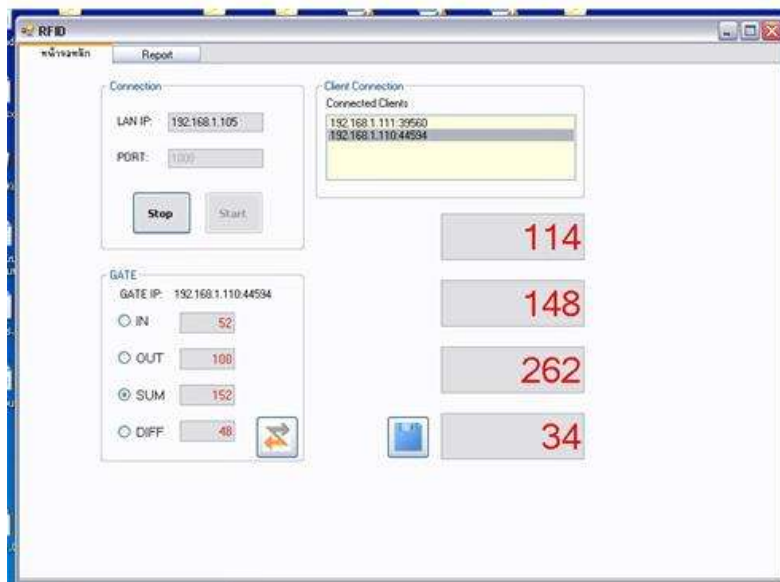 RFID
หน้าจอหลัก
Report
Connection
LAN IP: 192.168.1.105
PORT: 1000
Stop
Start
Client Connection
Connected Clients
192.168.1.111:39560
192.168.1.110:44594
114
148
262
34
GATE
GATE IP: 192.168.1.110:44594
IN 52
OUT 100
SUM 152
DIFF 48